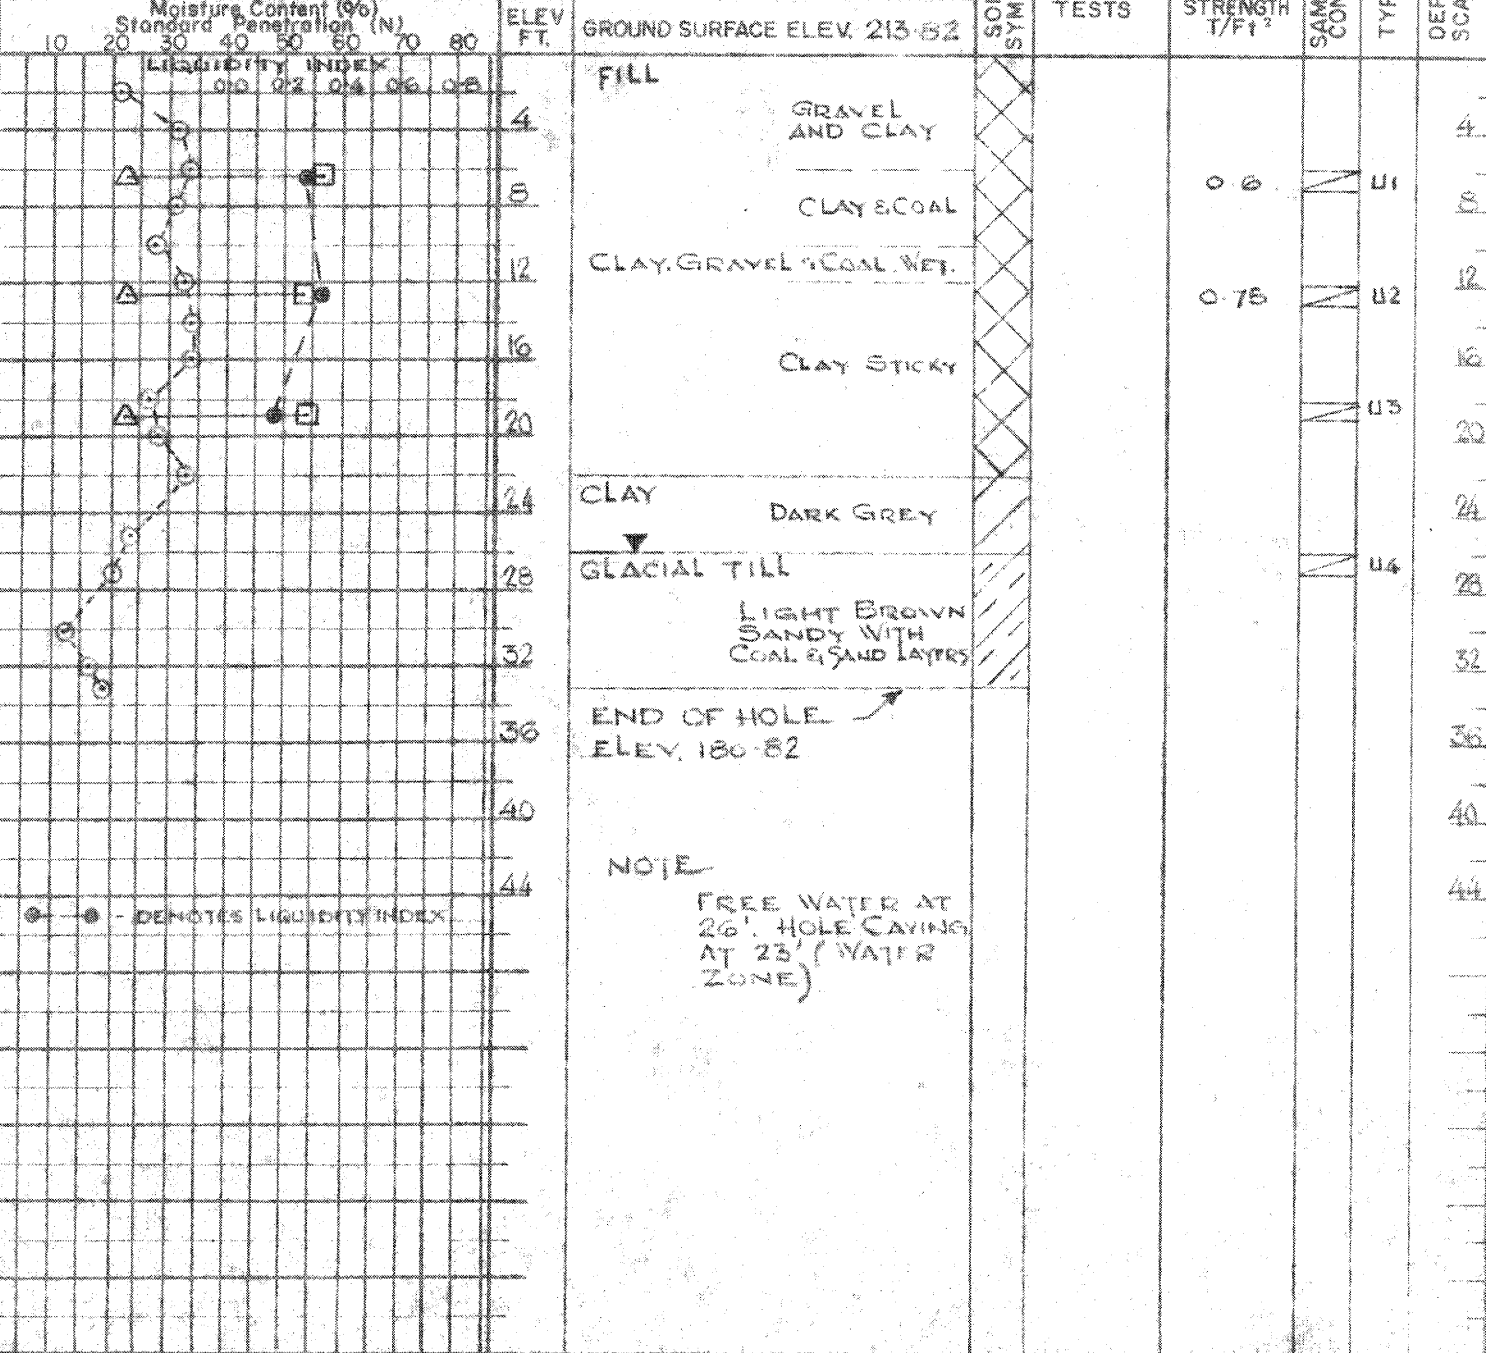 Moisture Content (%)
Standard Penetration (N)
10 20 30 40 50 60 70 80
LIQUIDITY INDEX
0·0 0·2 0·4 0·6 0·8
ELEV
FT.
GROUND SURFACE ELEV. 213·82
TESTS
STRENGTH
T/Ft²
FILL
GRAVEL
AND CLAY
4
4
0·6
U1
8
CLAY & COAL
8
CLAY, GRAVEL & COAL WET.
12
12
0·75
U2
16
CLAY STICKY
16
U3
20
20
CLAY
24
DARK GREY
24
GLACIAL TILL
U4
28
28
LIGHT BROWN
SANDY WITH
COAL & SAND LAYERS
32
32
END OF HOLE
36
36
ELEV. 180·82
40
40
NOTE
44
44
FREE WATER AT
26'. HOLE CAVING
AT 23' (WATER
ZONE)
- DENOTES LIQUIDITY INDEX